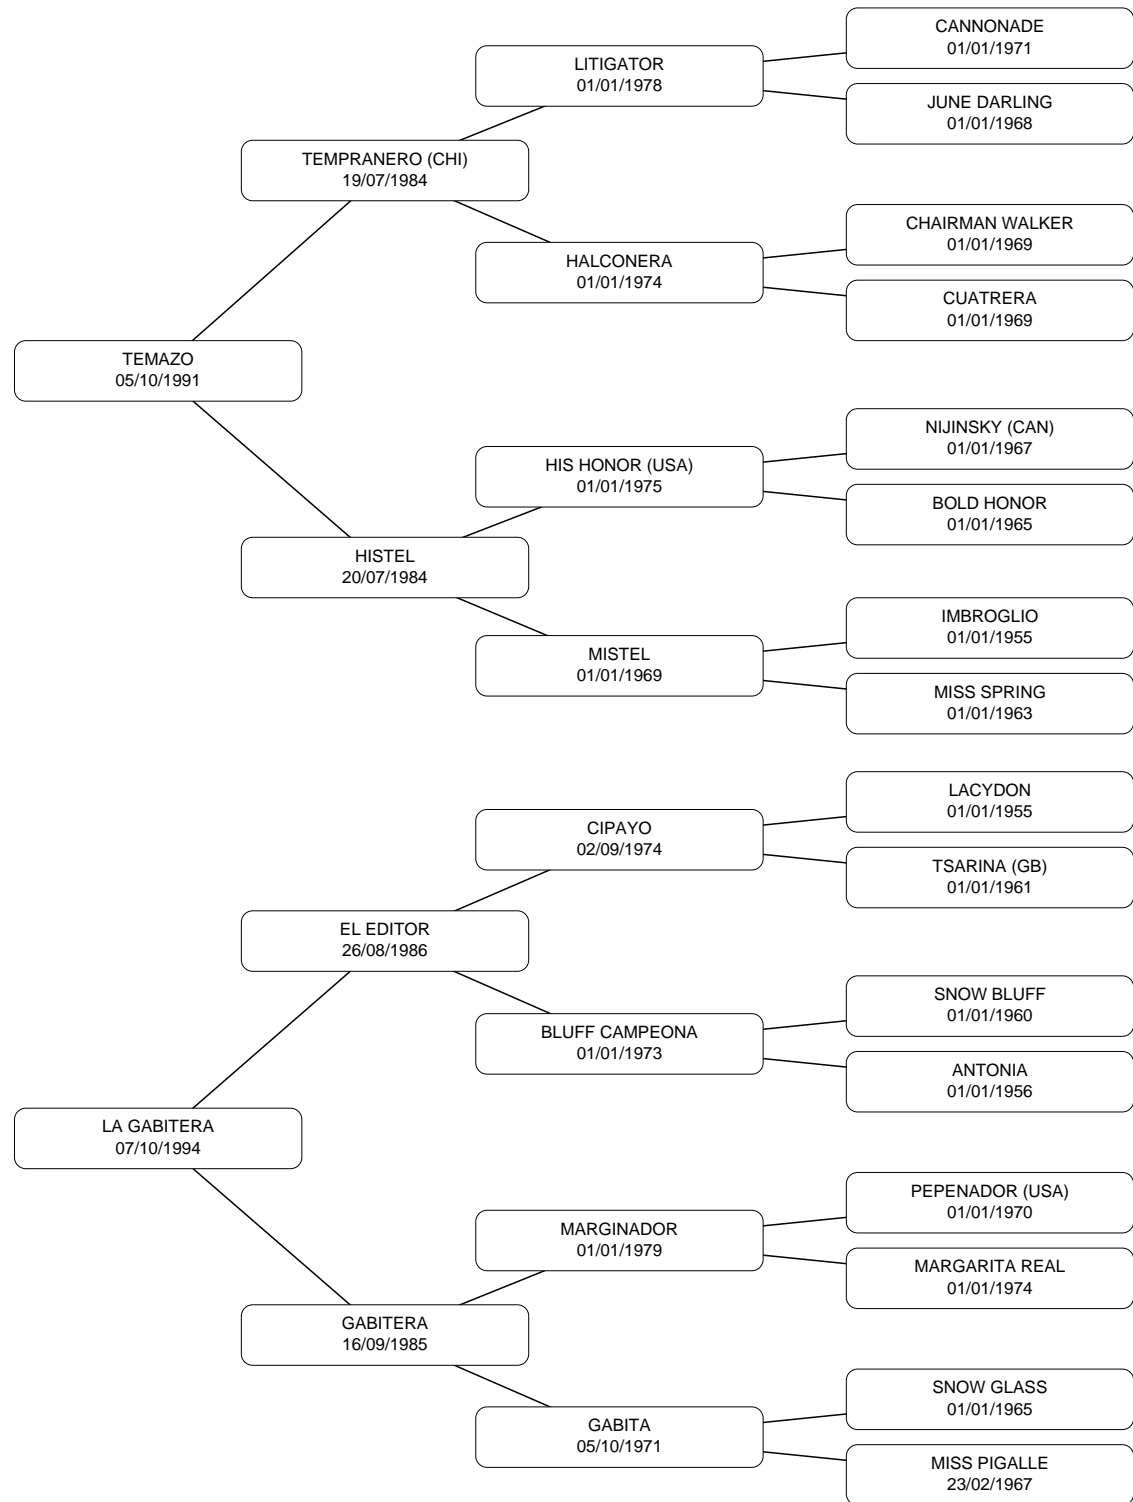 CANNONADE
01/01/1971
LITIGATOR
01/01/1978
JUNE DARLING
01/01/1968
TEMPRANERO (CHI)
19/07/1984
CHAIRMAN WALKER
01/01/1969
HALCONERA
01/01/1974
CUATRERA
01/01/1969
TEMAZO
05/10/1991
NIJINSKY (CAN)
01/01/1967
HIS HONOR (USA)
01/01/1975
BOLD HONOR
01/01/1965
HISTEL
20/07/1984
IMBROGLIO
01/01/1955
MISTEL
01/01/1969
MISS SPRING
01/01/1963
LACYDON
01/01/1955
CIPAYO
02/09/1974
TSARINA (GB)
01/01/1961
EL EDITOR
26/08/1986
SNOW BLUFF
01/01/1960
BLUFF CAMPEONA
01/01/1973
ANTONIA
01/01/1956
LA GABITERA
07/10/1994
PEPENADOR (USA)
01/01/1970
MARGINADOR
01/01/1979
MARGARITA REAL
01/01/1974
GABITERA
16/09/1985
SNOW GLASS
01/01/1965
GABITA
05/10/1971
MISS PIGALLE
23/02/1967